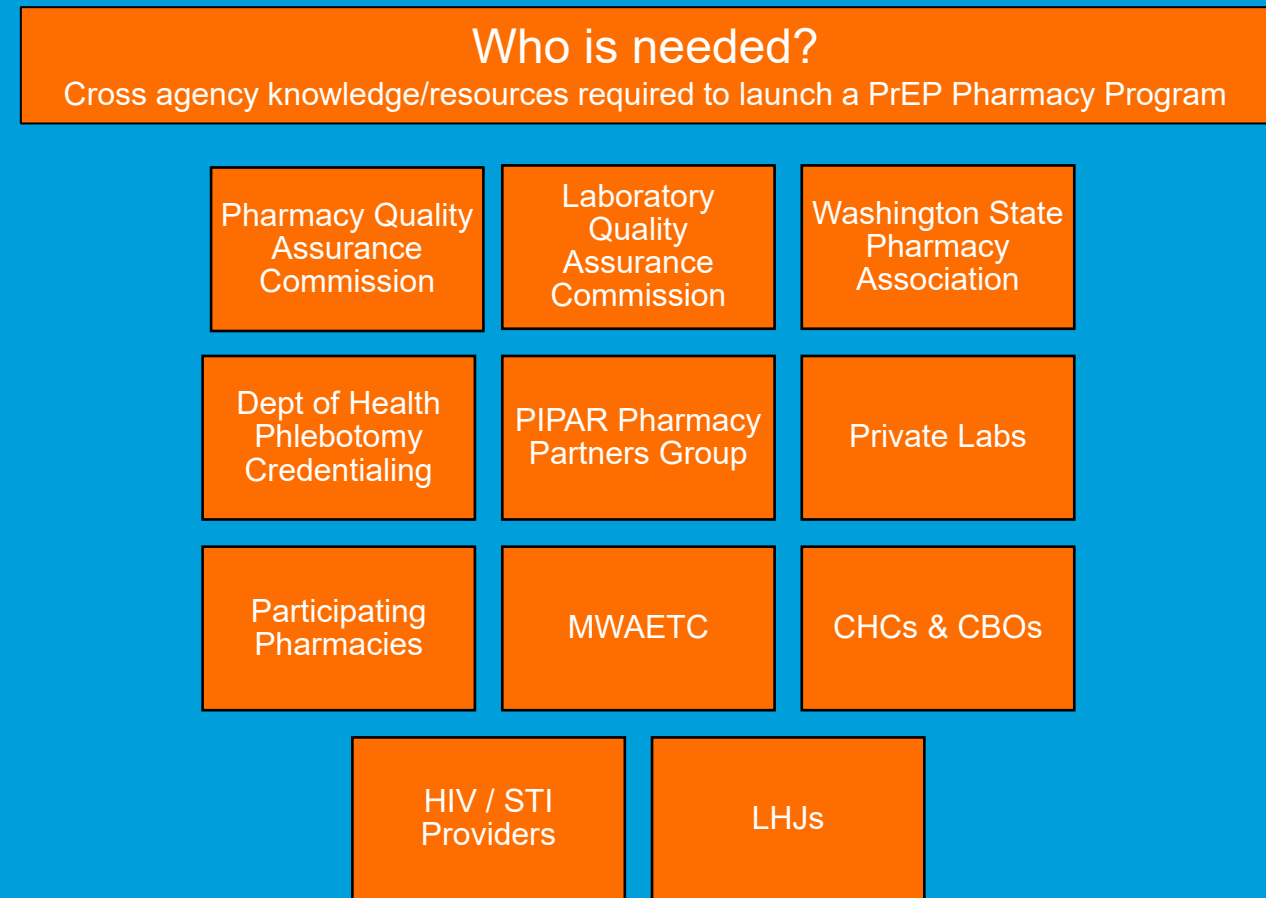 Who is needed?
Cross agency knowledge/resources required to launch a PrEP Pharmacy Program
Pharmacy Quality
Assurance
Commission
Laboratory
Quality
Assurance
Commission
Washington State
Pharmacy
Association
Dept of Health
Phlebotomy
Credentialing
PIPAR Pharmacy
Partners Group
Private Labs
Participating
Pharmacies
MWAETC
CHCs & CBOs
HIV / STI
Providers
LHJs